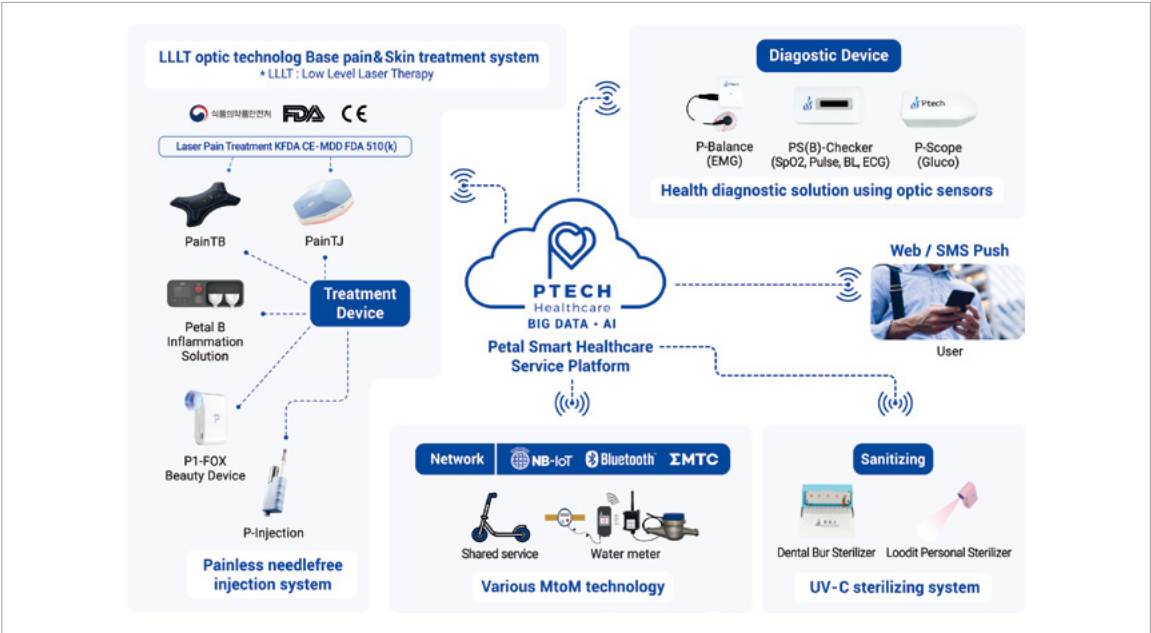 LLLT optic technolog Base pain& Skin treatment system
* LLLT : Low Level Laser Therapy
식품의약품안전처 FDA CE
Laser Pain Treatment KFDA CE-MDD FDA 510(k)
PainTB
PainTJ
Treatment
Device
Petal B
Inflammation
Solution
P1-FOX
Beauty Device
P-Injection
Painless needlefree
injection system
Diagostic Device
Ptech
P-Balance
(EMG)
PS(B)-Checker
(SpO2, Pulse, BL, ECG)
P-Scope
(Gluco)
Health diagnostic solution using optic sensors
PTECH
Healthcare
BIG DATA · AI
Petal Smart Healthcare
Service Platform
Web / SMS Push
User
Network
NB-IoT
Bluetooth
ΣMTC
Shared service
Water meter
Various MtoM technology
Sanitizing
Dental Bur Sterilizer
Loodit Personal Sterilizer
UV-C sterilizing system